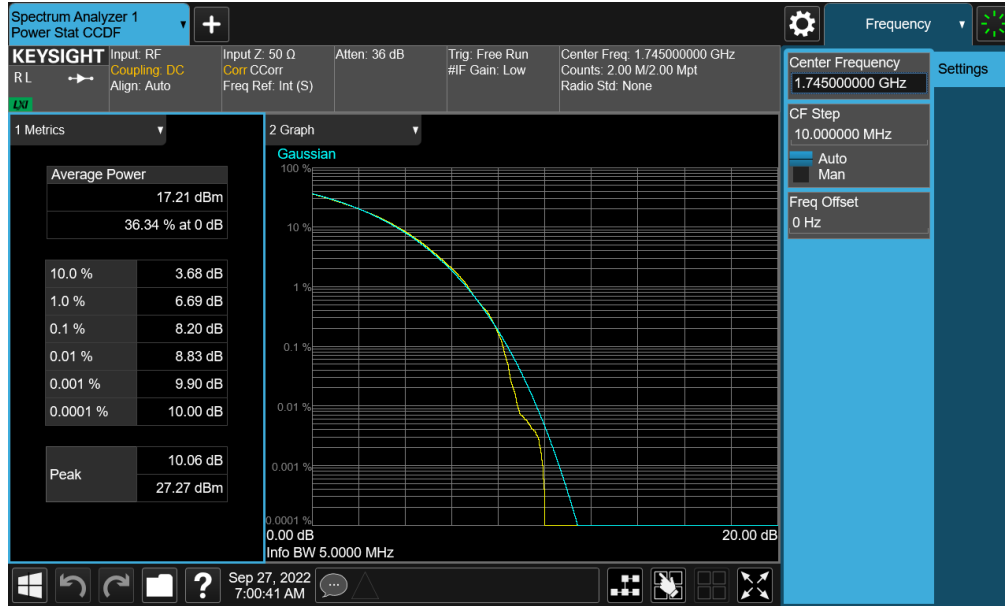 Spectrum Analyzer 1
Power Stat CCDF
Frequency
KEYSIGHT
R L
LXI
Input: RF
Coupling: DC
Align: Auto
Input Z: 50 Ω
Corr CCorr
Freq Ref: Int (S)
Atten: 36 dB
Trig: Free Run
#IF Gain: Low
Center Freq: 1.745000000 GHz
Counts: 2.00 M/2.00 Mpt
Radio Std: None
Center Frequency
1.745000000 GHz
Settings
CF Step
10.000000 MHz
Auto
Man
Freq Offset
0 Hz
1 Metrics
Average Power
17.21 dBm
36.34 % at 0 dB
10.0 % 3.68 dB
1.0 % 6.69 dB
0.1 % 8.20 dB
0.01 % 8.83 dB
0.001 % 9.90 dB
0.0001 % 10.00 dB
Peak
10.06 dB
27.27 dBm
2 Graph
Gaussian
100 %
10 %
1 %
0.1 %
0.01 %
0.001 %
0.0001 %
0.00 dB 20.00 dB
Info BW 5.0000 MHz
?
Sep 27, 2022
7:00:41 AM